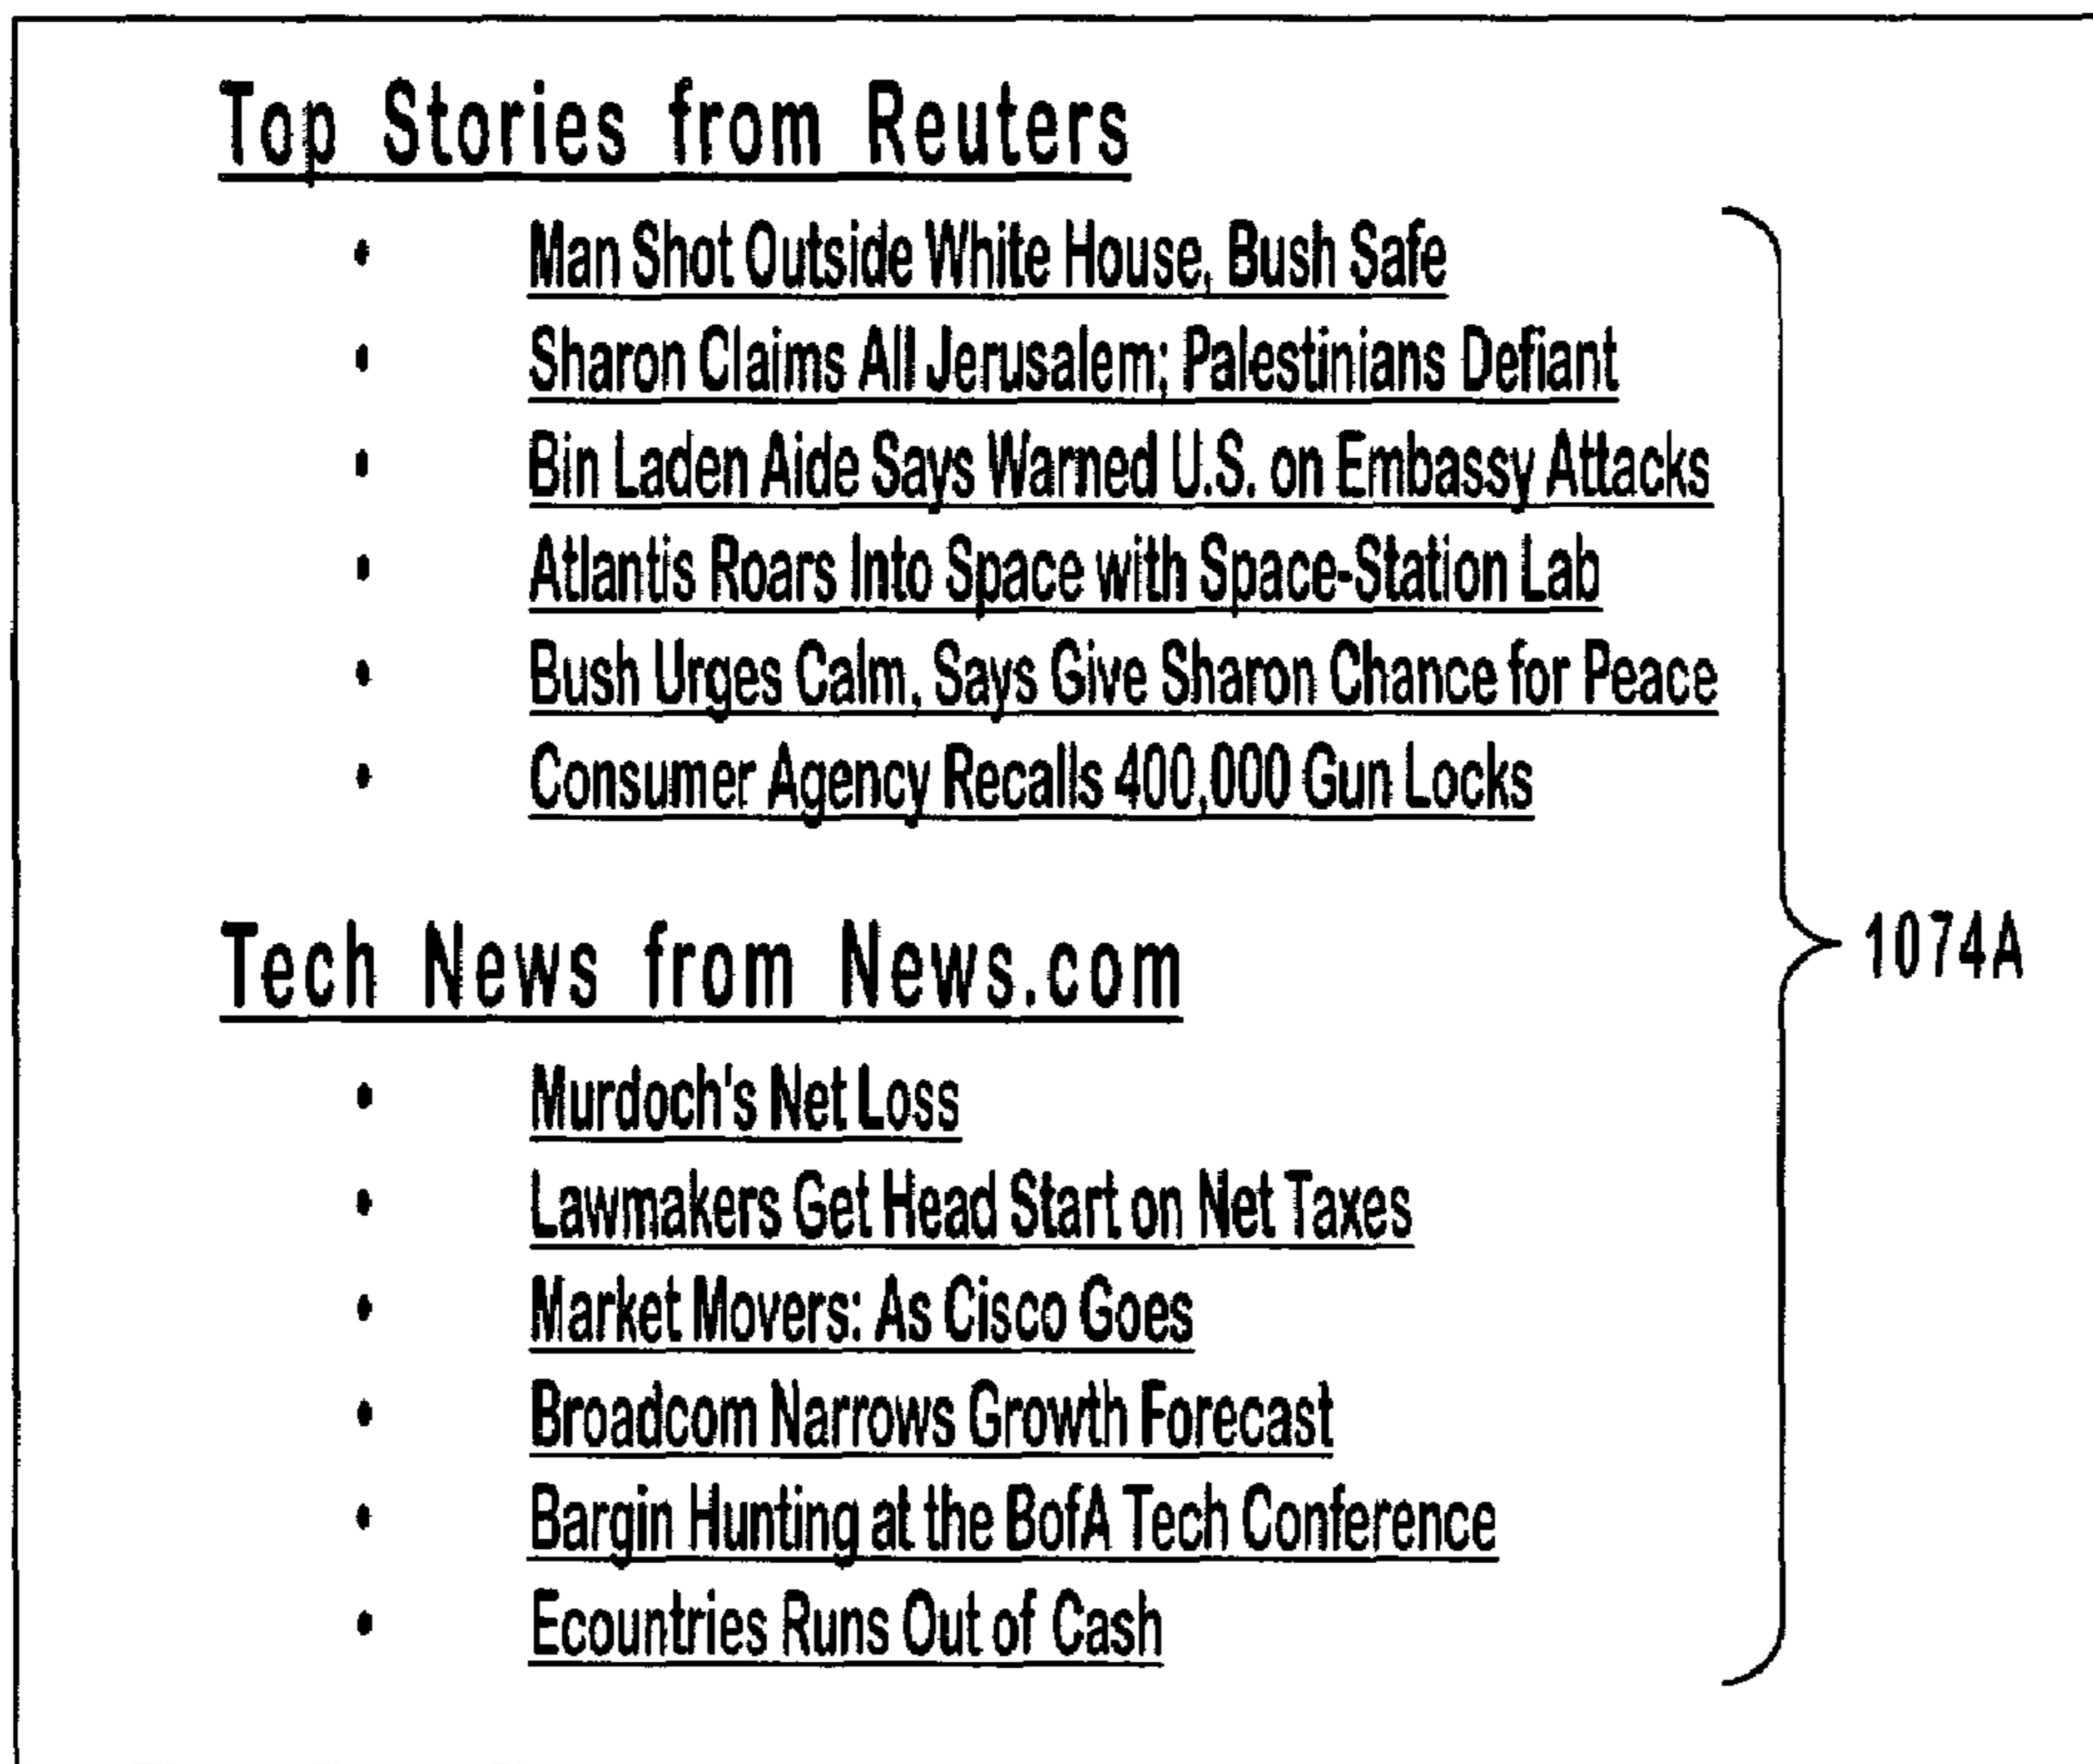 Top Stories from Reuters
• Man Shot Outside White House, Bush Safe
• Sharon Claims All Jerusalem; Palestinians Defiant
• Bin Laden Aide Says Warned U.S. on Embassy Attacks
• Atlantis Roars Into Space with Space-Station Lab
• Bush Urges Calm, Says Give Sharon Chance for Peace
• Consumer Agency Recalls 400,000 Gun Locks
1074A
Tech News from News.com
• Murdoch's Net Loss
• Lawmakers Get Head Start on Net Taxes
• Market Movers: As Cisco Goes
• Broadcom Narrows Growth Forecast
• Bargin Hunting at the BofA Tech Conference
• Ecountries Runs Out of Cash